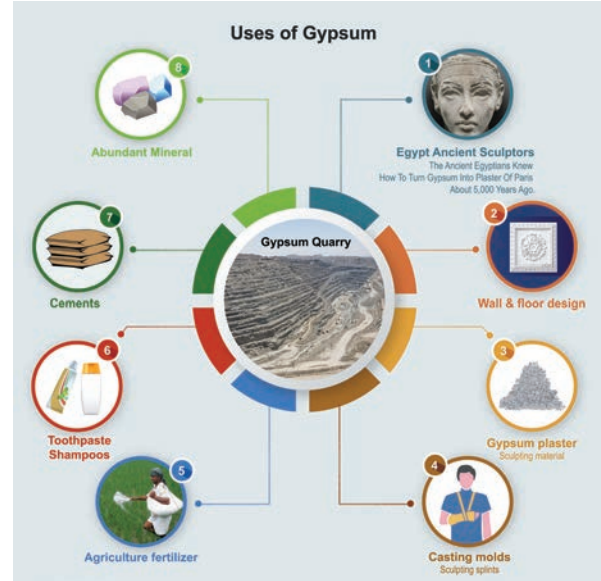 Uses of Gypsum
1
Egypt Ancient Sculptors
The Ancient Egyptians Knew
How To Turn Gypsum Into Plaster Of Paris
About 5,000 Years Ago.
2
Wall & floor design
3
Gypsum plaster
Sculpting material
4
Casting molds
Sculpting splints
5
Agriculture fertilizer
6
Toothpaste
Shampoos
7
Cements
8
Abundant Mineral
Gypsum Quarry